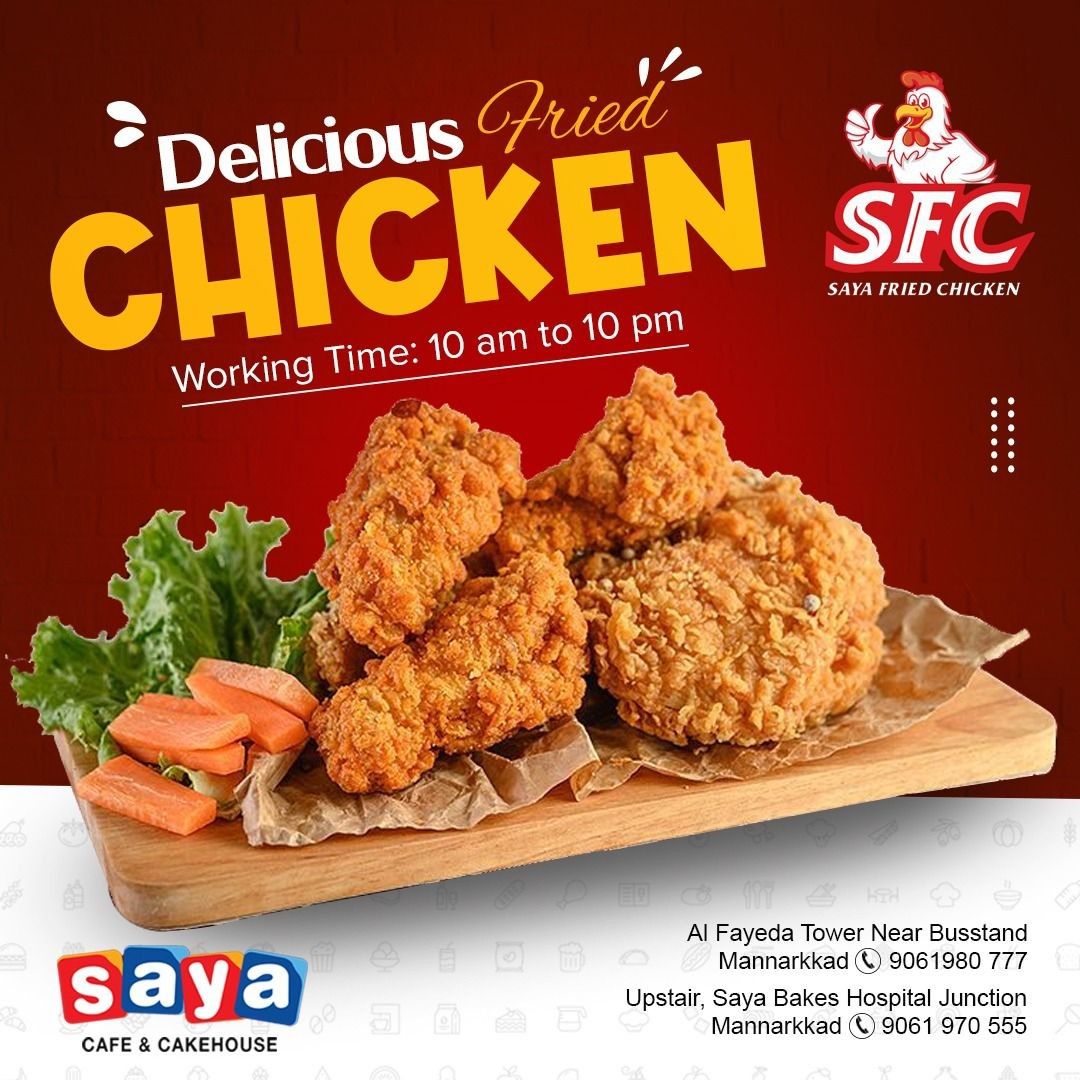 Delicious Fried
CHICKEN
Working Time: 10 am to 10 pm
SFC
SAYA FRIED CHICKEN
saya
CAFE & CAKEHOUSE
Al Fayeda Tower Near Busstand
Mannarkkad 9061980 777
Upstair, Saya Bakes Hospital Junction
Mannarkkad 9061 970 555